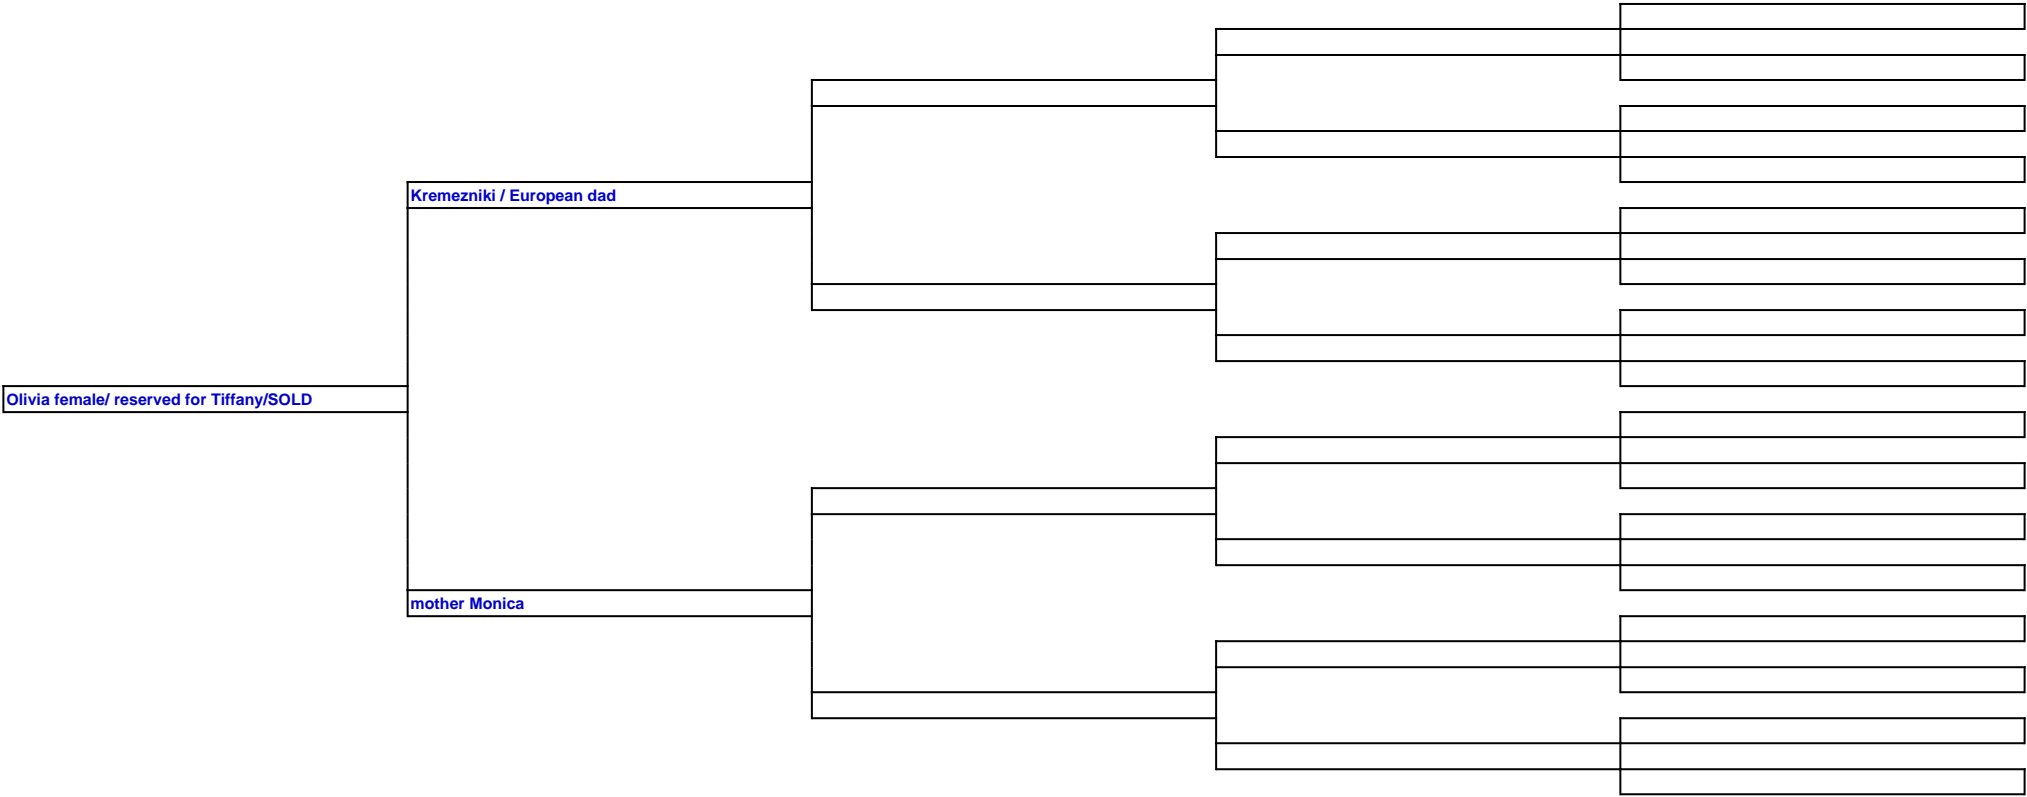 Kremezniki / European dad
Olivia female/ reserved for Tiffany/SOLD
mother Monica